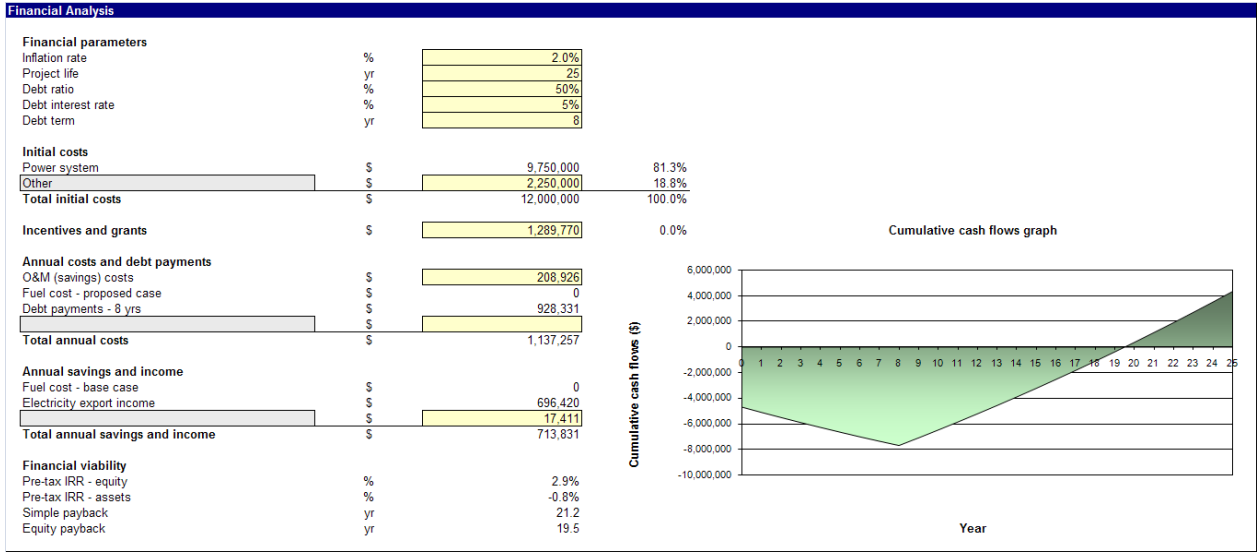 Financial Analysis
Financial parameters
Inflation rate % 2.0%
Project life yr 25
Debt ratio % 50%
Debt interest rate % 5%
Debt term yr 8
Initial costs
Power system $ 9,750,000 81.3%
Other $ 2,250,000 18.8%
Total initial costs $ 12,000,000 100.0%
Incentives and grants $ 1,289,770 0.0%
Annual costs and debt payments
O&M (savings) costs $ 208,926
Fuel cost - proposed case $ 0
Debt payments - 8 yrs $ 928,331
$
Total annual costs $ 1,137,257
Annual savings and income
Fuel cost - base case $ 0
Electricity export income $ 696,420
$ 17,411
Total annual savings and income $ 713,831
Financial viability
Pre-tax IRR - equity % 2.9%
Pre-tax IRR - assets % -0.8%
Simple payback yr 21.2
Equity payback yr 19.5
Cumulative cash flows graph
Cumulative cash flows ($)
6,000,000
4,000,000
2,000,000
0
-2,000,000
-4,000,000
-6,000,000
-8,000,000
-10,000,000
0 1 2 3 4 5 6 7 8 9 10 11 12 13 14 15 16 17 18 19 20 21 22 23 24 25
Year